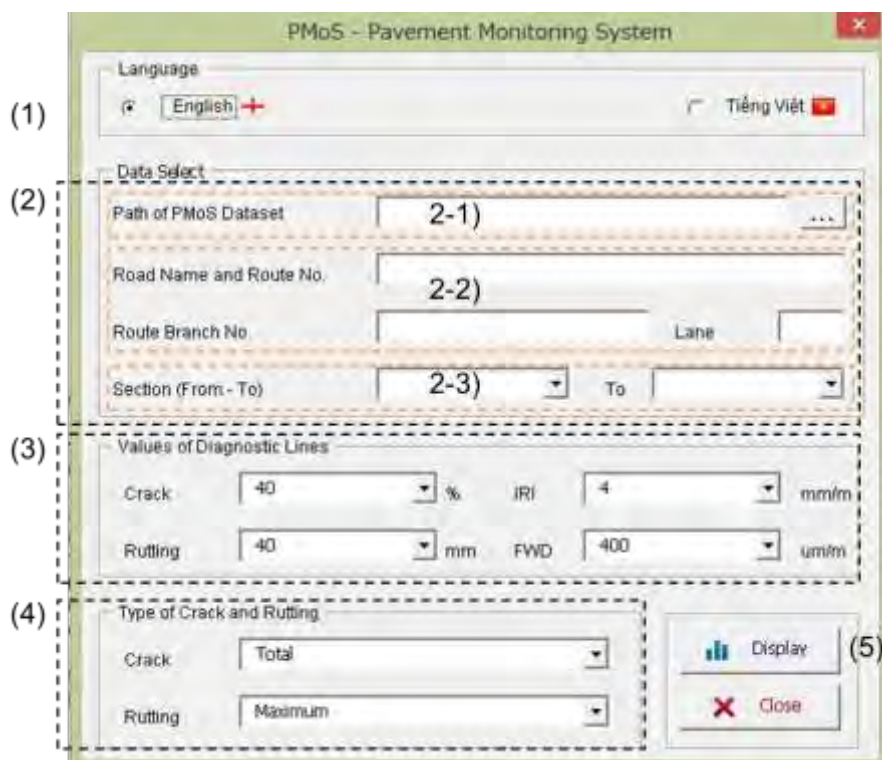 PMoS - Pavement Monitoring System
Language
(1)
English
Tiếng Việt
Data Select
(2)
Path of PMoS Dataset 2-1) ...
Road Name and Route No.
2-2)
Route Branch No Lane
Section (From - To) 2-3) To
(3)
Values of Diagnostic Lines
Crack 40 % IRI 4 mm/m
Rutting 40 mm FWD 400 um/m
(4)
Type of Crack and Rutting
Crack Total
Display (5)
Rutting Maximum
Close